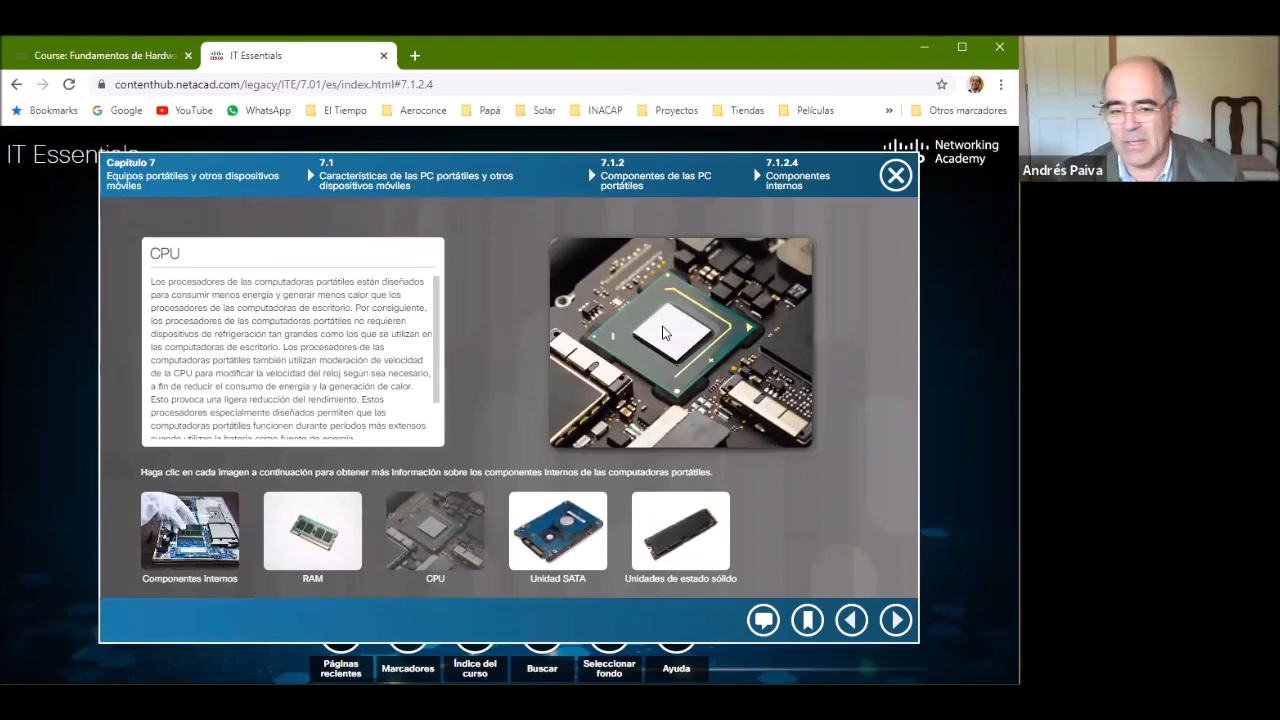 Course: Fundamentos de Hardwa
IT Essentials
contenthub.netacad.com/legacy/ITE/7.01/es/index.html#7.1.2.4
Bookmarks Google YouTube WhatsApp El Tiempo Aeroconce Papá Solar INACAP Proyectos Tiendas Películas » Otros marcadores
IT Essentials
Networking
Academy
Andrés Paiva
Capítulo 7
Equipos portátiles y otros dispositivos
móviles
7.1
Características de las PC portátiles y otros
dispositivos móviles
7.1.2
Componentes de las PC
portátiles
7.1.2.4
Componentes
internos
CPU
Los procesadores de las computadoras portátiles están diseñados
para consumir menos energía y generar menos calor que los
procesadores de las computadoras de escritorio. Por consiguiente,
los procesadores de las computadoras portátiles no requieren
dispositivos de refrigeración tan grandes como los que se utilizan en
las computadoras de escritorio. Los procesadores de las
computadoras portátiles también utilizan moderación de velocidad
de la CPU para modificar la velocidad del reloj según sea necesario,
a fin de reducir el consumo de energía y la generación de calor.
Esto provoca una ligera reducción del rendimiento. Estos
procesadores especialmente diseñados permiten que las
computadoras portátiles funcionen durante períodos más extensos
cuando utilizan la batería como fuente de energía.
Haga clic en cada imagen a continuación para obtener más información sobre los componentes internos de las computadoras portátiles.
Componentes internos
RAM
CPU
Unidad SATA
Unidades de estado sólido
Páginas
recientes
Marcadores
Índice del
curso
Buscar
Seleccionar
fondo
Ayuda